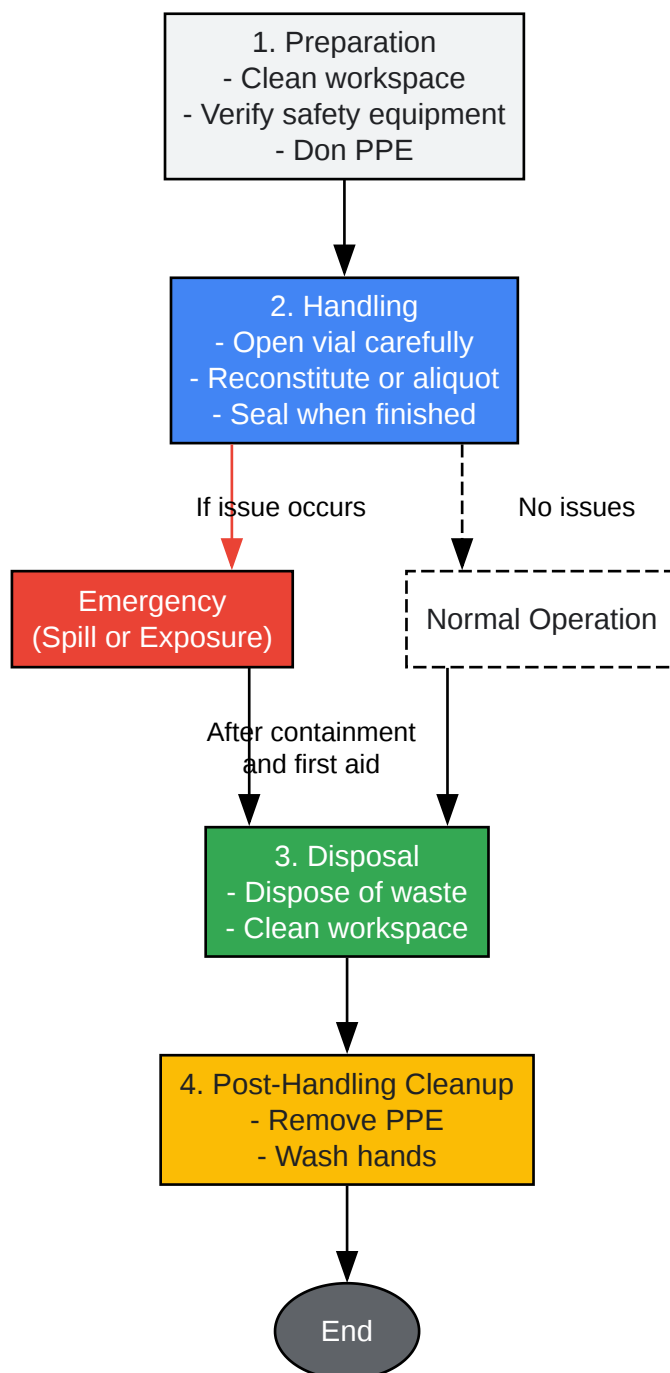 1. Preparation
- Clean workspace
- Verify safety equipment
- Don PPE
2. Handling
- Open vial carefully
- Reconstitute or aliquot
- Seal when finished
If issue occurs
No issues
Emergency
(Spill or Exposure)
Normal Operation
After containment
and first aid
3. Disposal
- Dispose of waste
- Clean workspace
4. Post-Handling Cleanup
- Remove PPE
- Wash hands
End